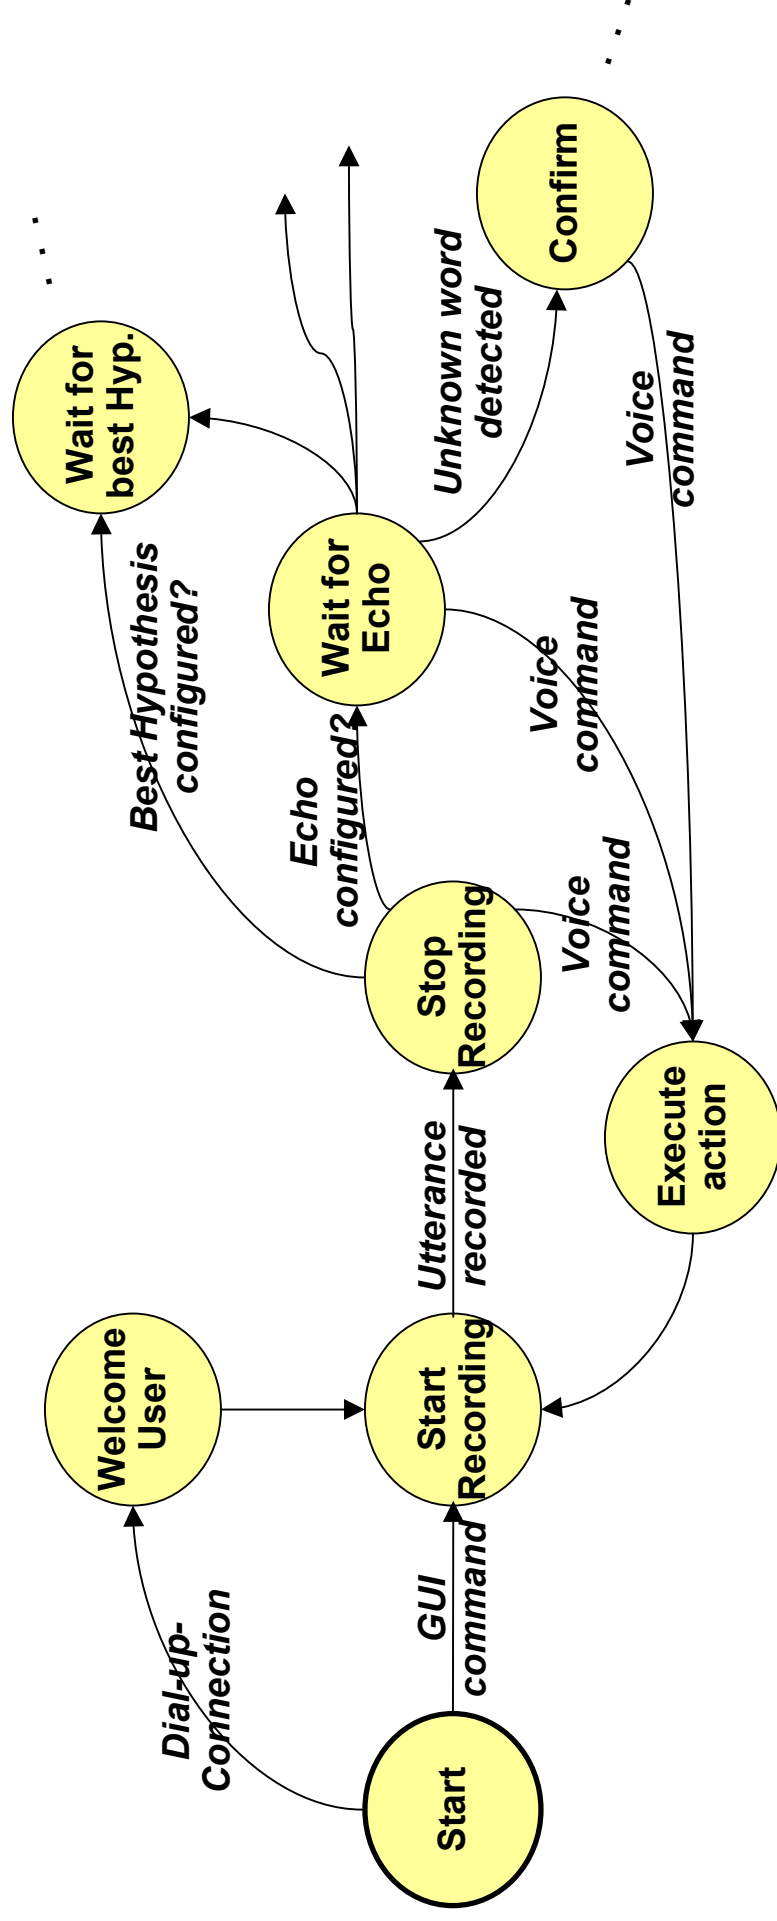 Start
Dial-up-
Connection
GUI
command
Welcome
User
Start
Recording
Utterance
recorded
Execute
action
Stop
Recording
Voice
command
Echo
configured?
Best Hypothesis
configured?
Wait for
Echo
Voice
command
Wait for
best Hyp.
Unknown word
detected
Voice
command
Confirm
. . .
. . .